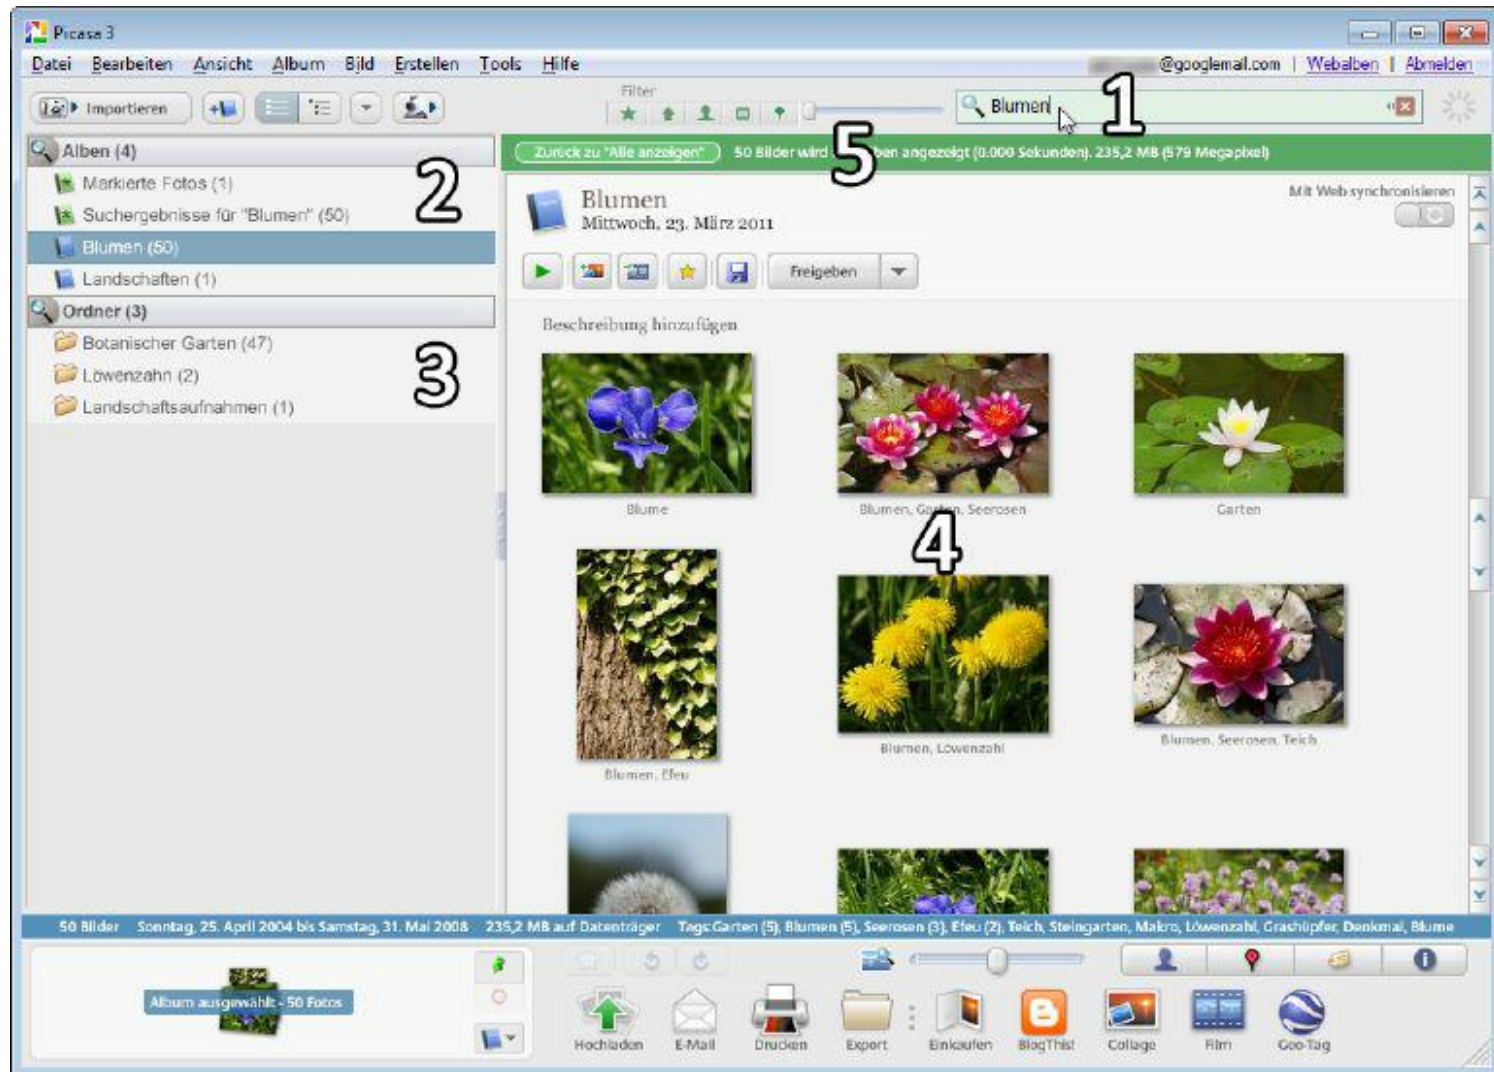 Picasa 3
Datei Bearbeiten Ansicht Album Bild Erstellen Tools Hilfe
@googlemail.com | Webalben | Abmelden
Importieren
Filter
Blumen
1
Alben (4)
Zurück zu "Alle anzeigen" 50 Bilder wird angezeigt (0.000 Sekunden). 235,2 MB (579 Megapixel)
5
Markierte Fotos (1)
2
Suchergebnisse für "Blumen" (50)
Blumen (50)
Landschaften (1)
Ordner (3)
Botanischer Garten (47)
3
Löwenzahn (2)
Landschaftsaufnahmen (1)
Blumen
Mittwoch, 23. März 2011
Mit Web synchronisieren
Freigeben
Beschreibung hinzufügen
Blume
Blumen, Garten, Seerosen
Garten
4
Blumen, Efeu
Blumen, Löwenzahl
Blumen, Seerosen, Teich
50 Bilder Sonntag, 25. April 2004 bis Samstag, 31. Mai 2008 235,2 MB auf Datenträger Tags:Garten (5), Blumen (5), Seerosen (3), Efeu (2), Teich, Steingarten, Makro, Löwenzahl, Grashüpfer, Denkmal, Blume
Album ausgewählt - 50 Fotos
Hochladen E-Mail Drucken Export Einkaufen BlogThis! Collage Film Geo-Tag